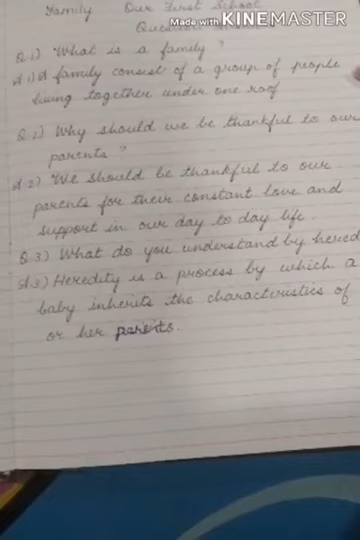 Family Our First School
Made with KINEMASTER
Question
Q.1) What is a family ?
A.1) A family consist of a group of people
living together under one roof
Q.2) Why should we be thankful to our
parents ?
A.2) We should be thankful to our
parents for their constant love and
support in our day to day life.
Q.3) What do you understand by hered
A3) Heredity is a process by which a
baby inherits the characteristics of
or her parents.